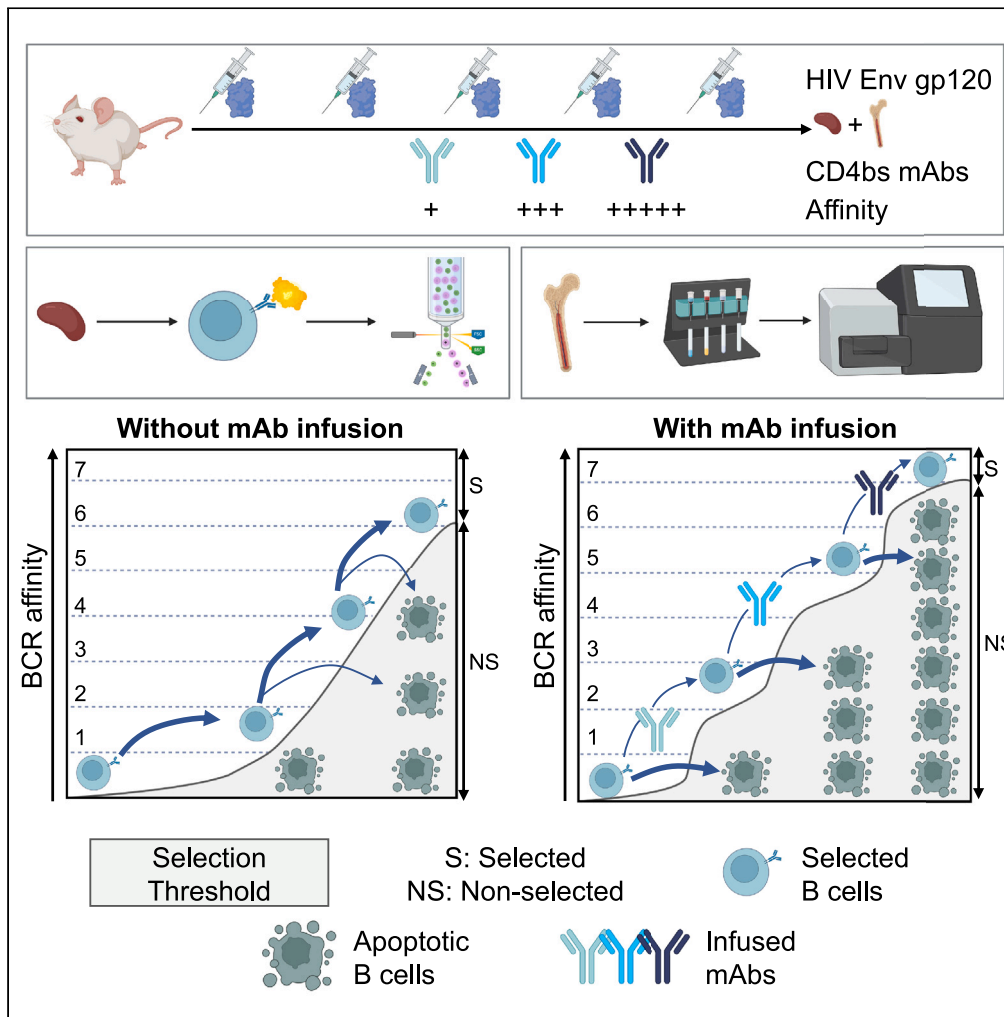 HIV Env gp120
+
CD4bs mAbs
+ +++ +++++
Affinity
Without mAb infusion
BCR affinity
7
6
5
4
3
2
1
S
NS
With mAb infusion
BCR affinity
7
6
5
4
3
2
1
S
NS
Selection
Threshold
S: Selected
NS: Non-selected
Selected
B cells
Apoptotic
B cells
Infused
mAbs